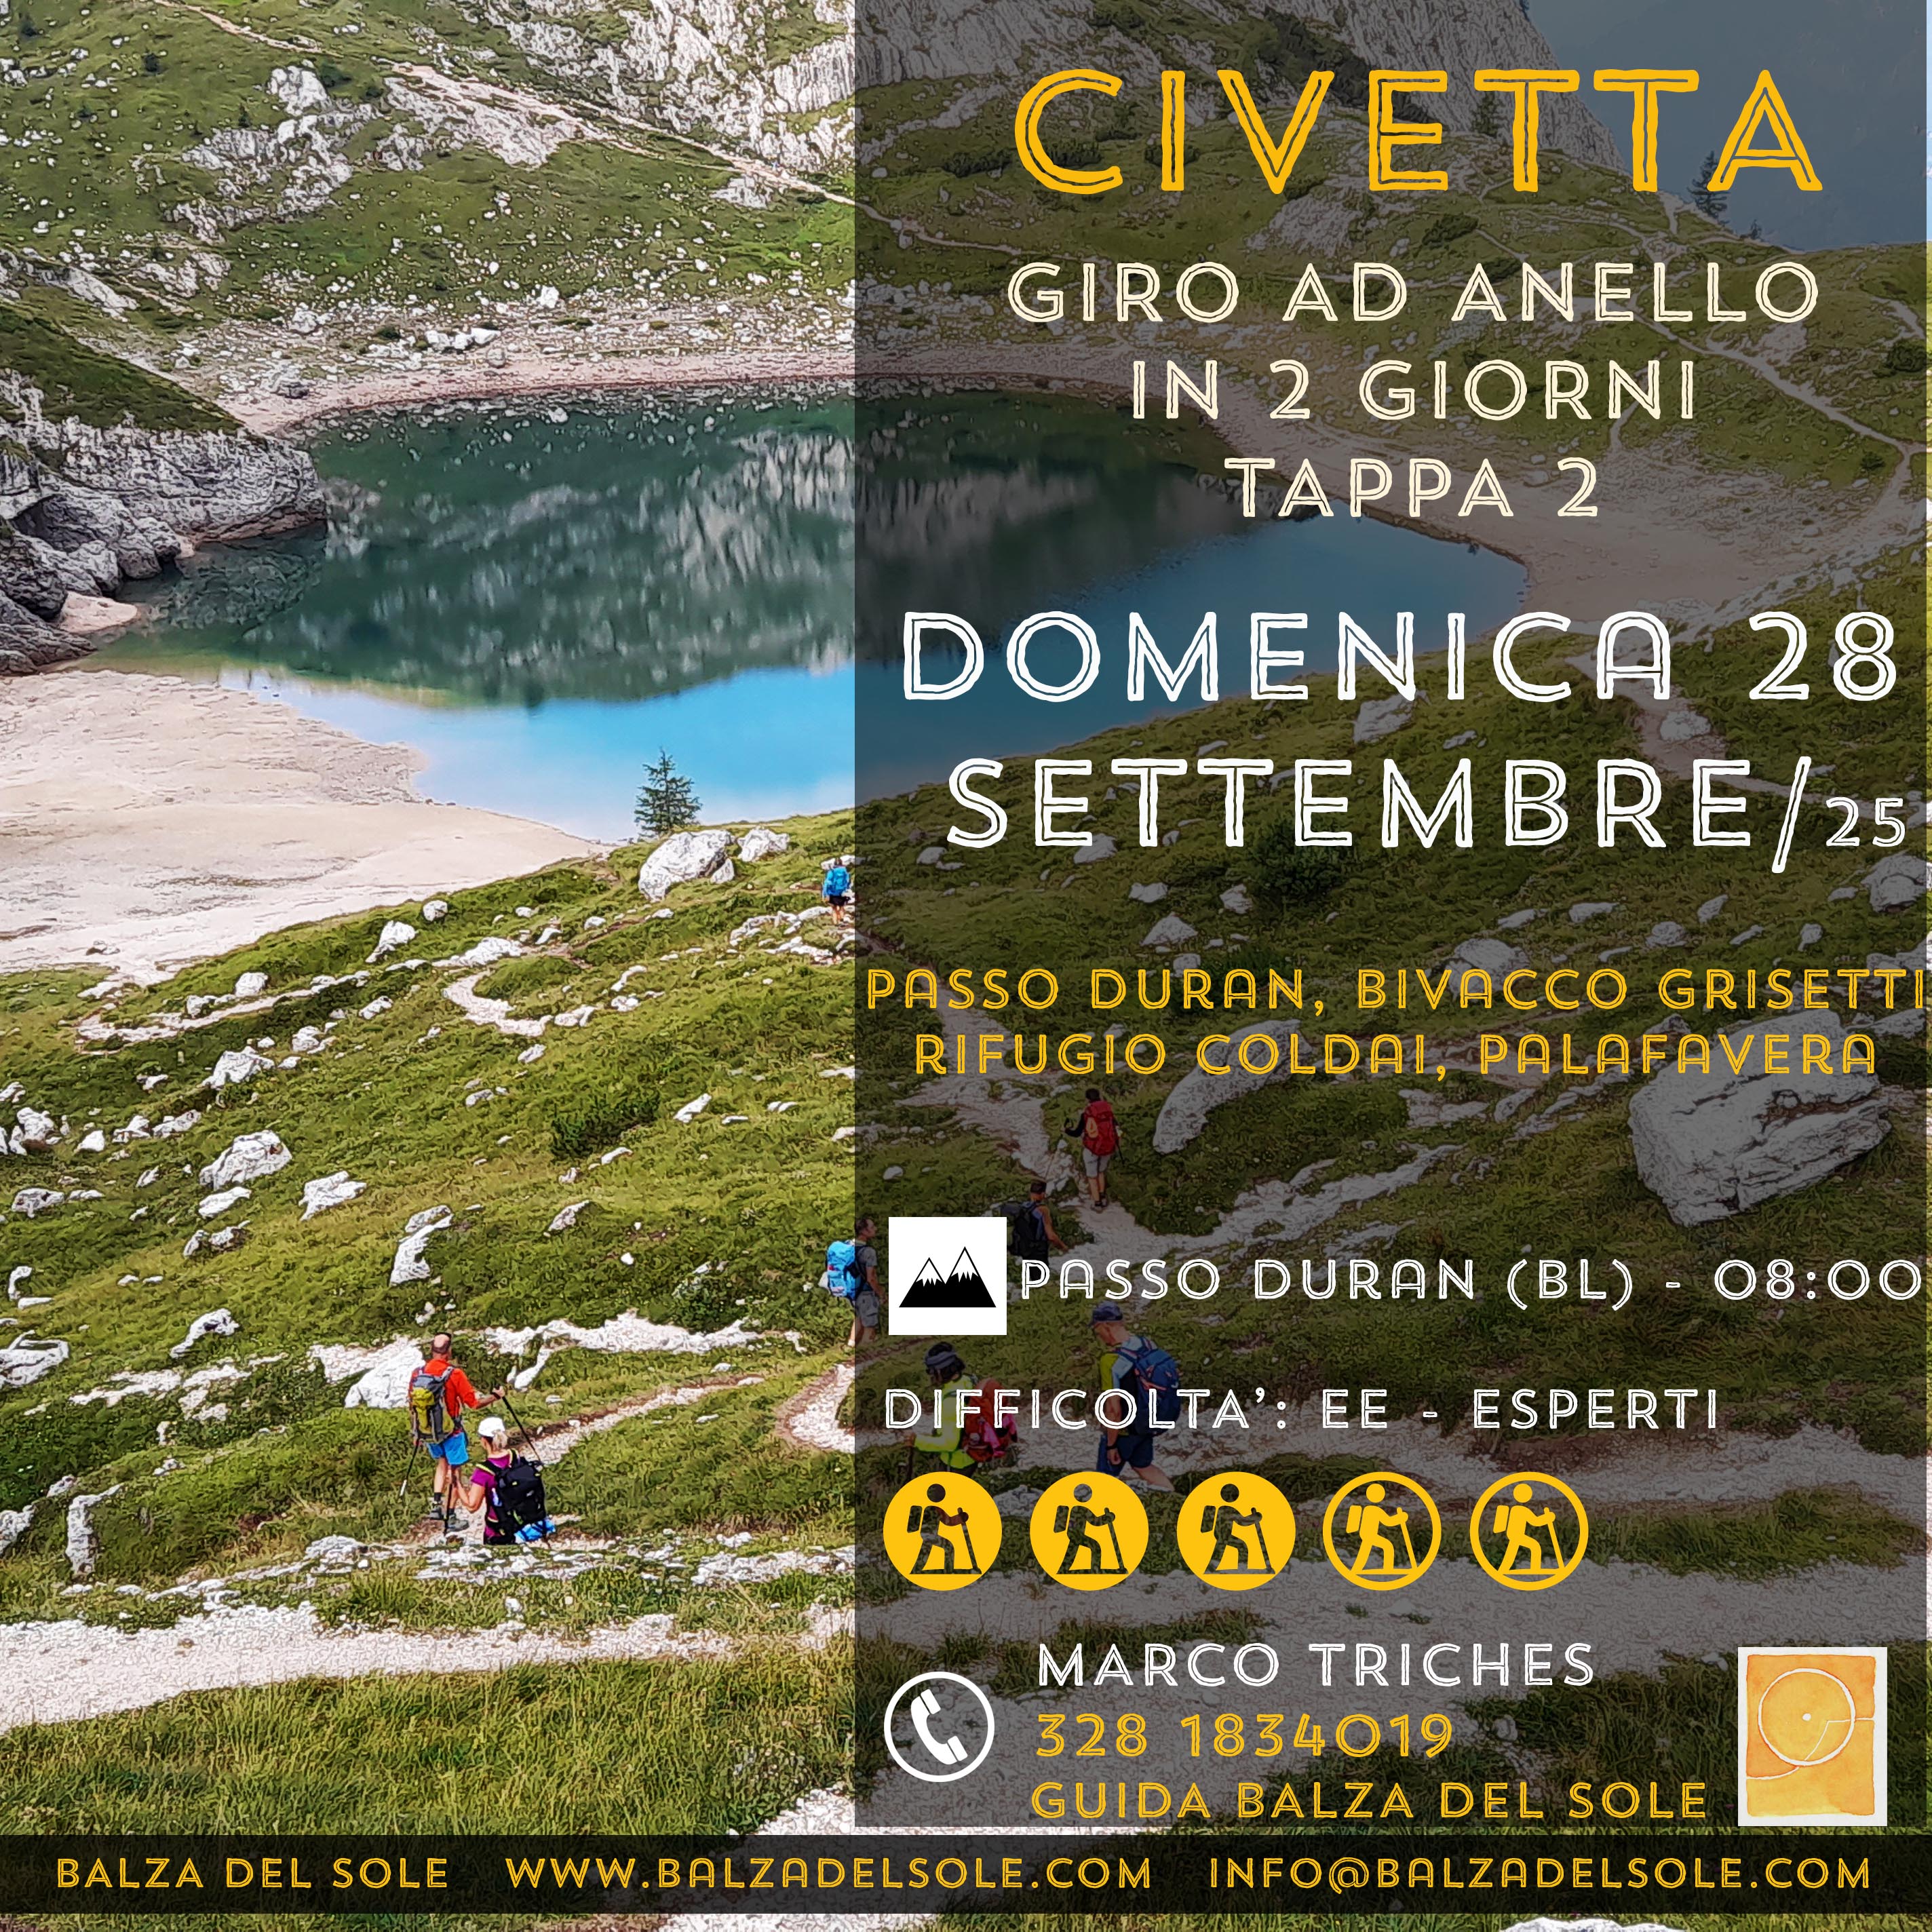 CIVETTA
GIRO AD ANELLO
IN 2 GIORNI
TAPPA 2
DOMENICA 28
SETTEMBRE/25
PASSO DURAN, BIVACCO GRISETTI
RIFUGIO COLDAI, PALAFAVERA
PASSO DURAN (BL) - 08:00
DIFFICOLTA': EE - ESPERTI
MARCO TRICHES
328 1834019
GUIDA BALZA DEL SOLE
BALZA DEL SOLE WWW.BALZADELSOLE.COM INFO@BALZADELSOLE.COM